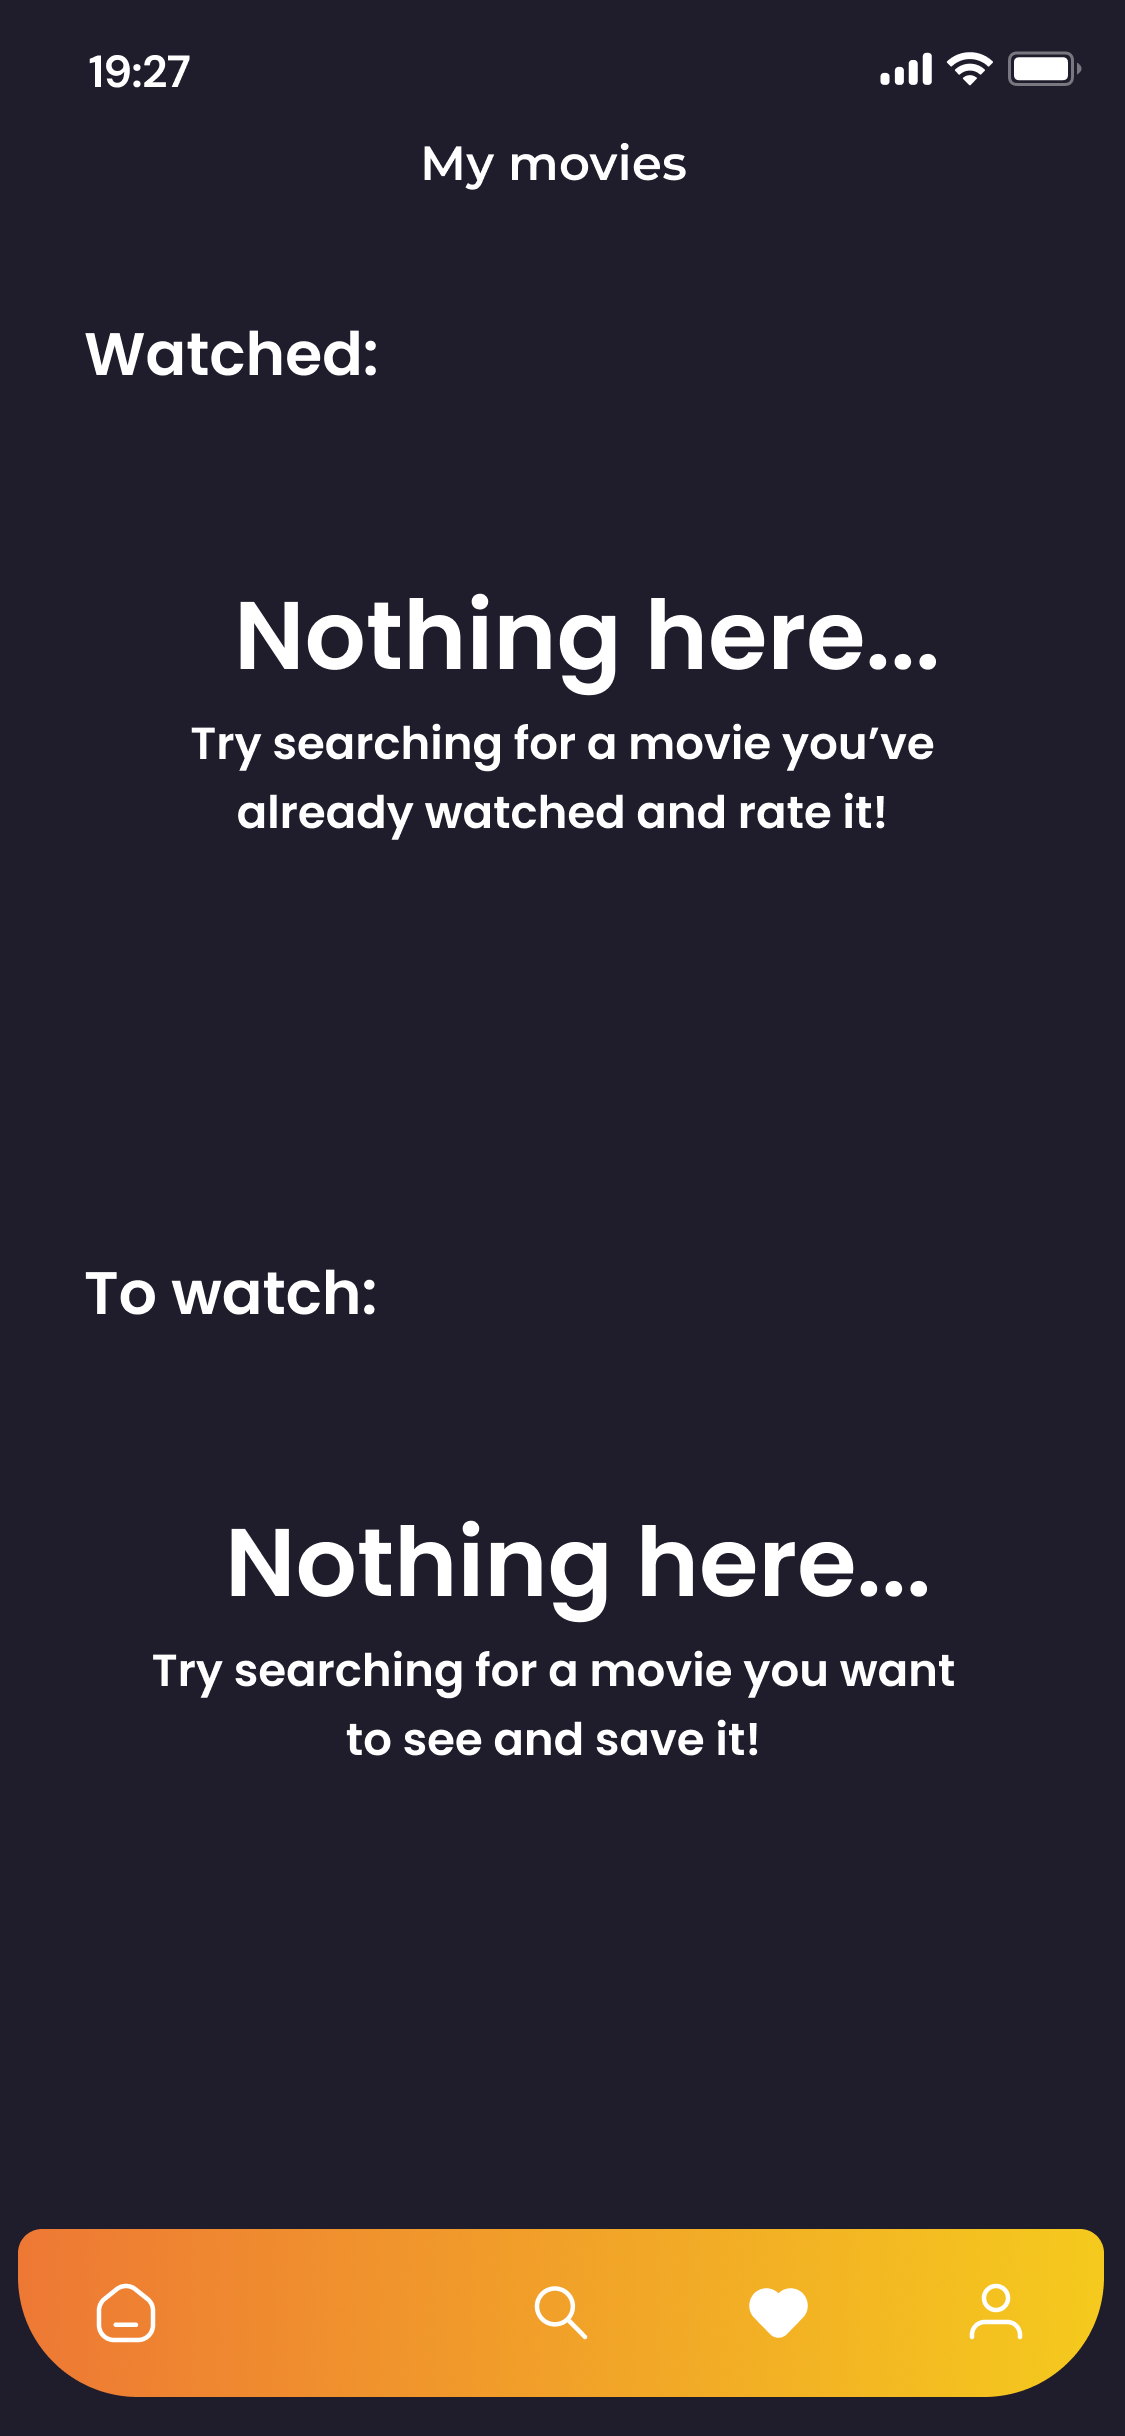 19:27
My movies
Watched:
Nothing here...
Try searching for a movie you’ve
already watched and rate it!
To watch:
Nothing here...
Try searching for a movie you want
to see and save it!